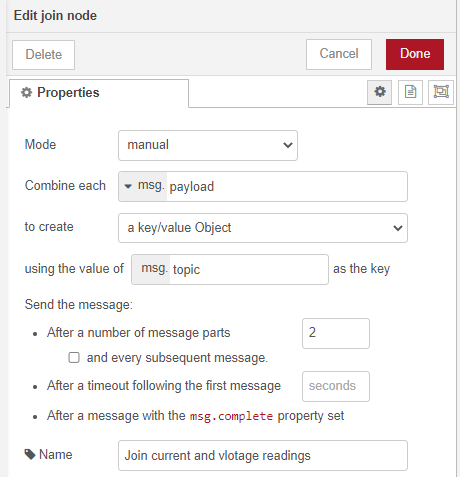 Edit join node
Delete
Cancel
Done
Properties
Mode
manual
Combine each
msg. payload
to create
a key/value Object
using the value of msg. topic as the key
Send the message:
• After a number of message parts 2
and every subsequent message.
• After a timeout following the first message seconds
• After a message with the msg.complete property set
Name
Join current and vlotage readings